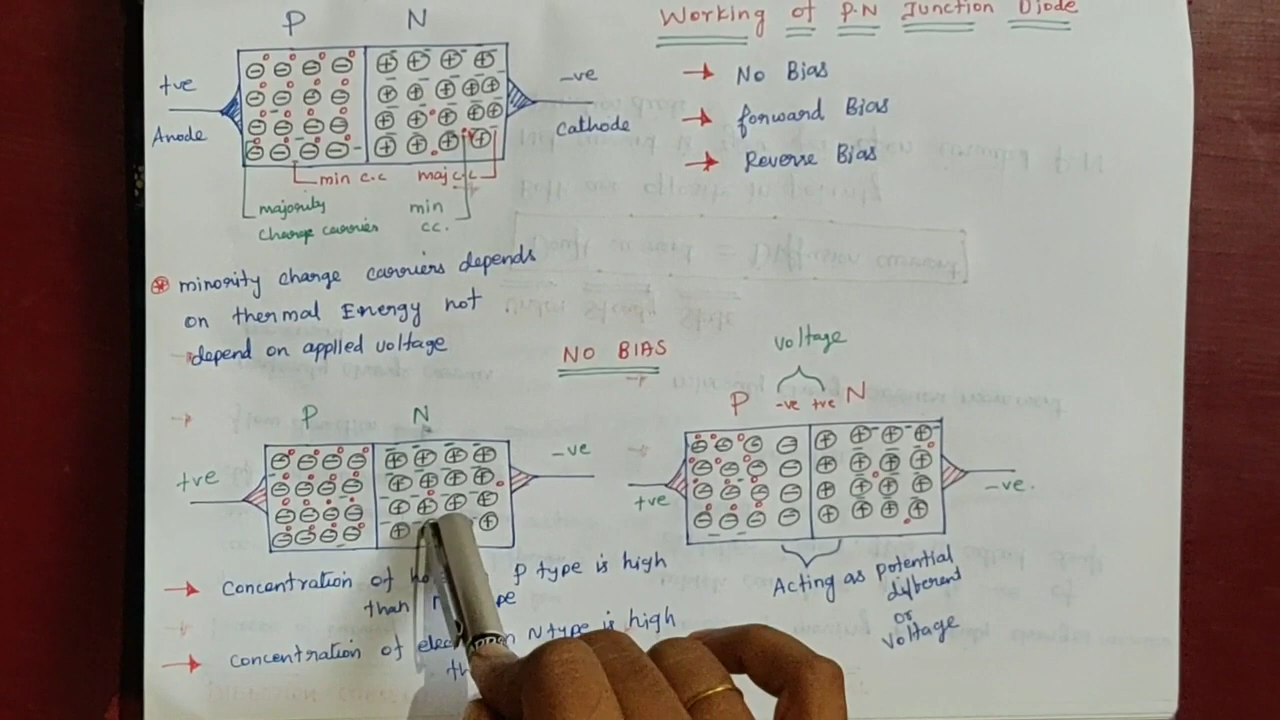 P N
Working of P-N Junction Diode
+ve
Anode
-ve
Cathode
→ No Bias
→ forward Bias
→ Reverse Bias
min c.c
maj c.c
majority
charge carrier
min
cc.
minority charge carriers depends
on thermal Energy not
depend on applied voltage
NO BIAS
P N
+ve
-ve
voltage
P -ve +ve N
+ve
-ve.
→ Concentration of P type is high
than
→ concentration of N type is high
Acting as potential
different
or
voltage